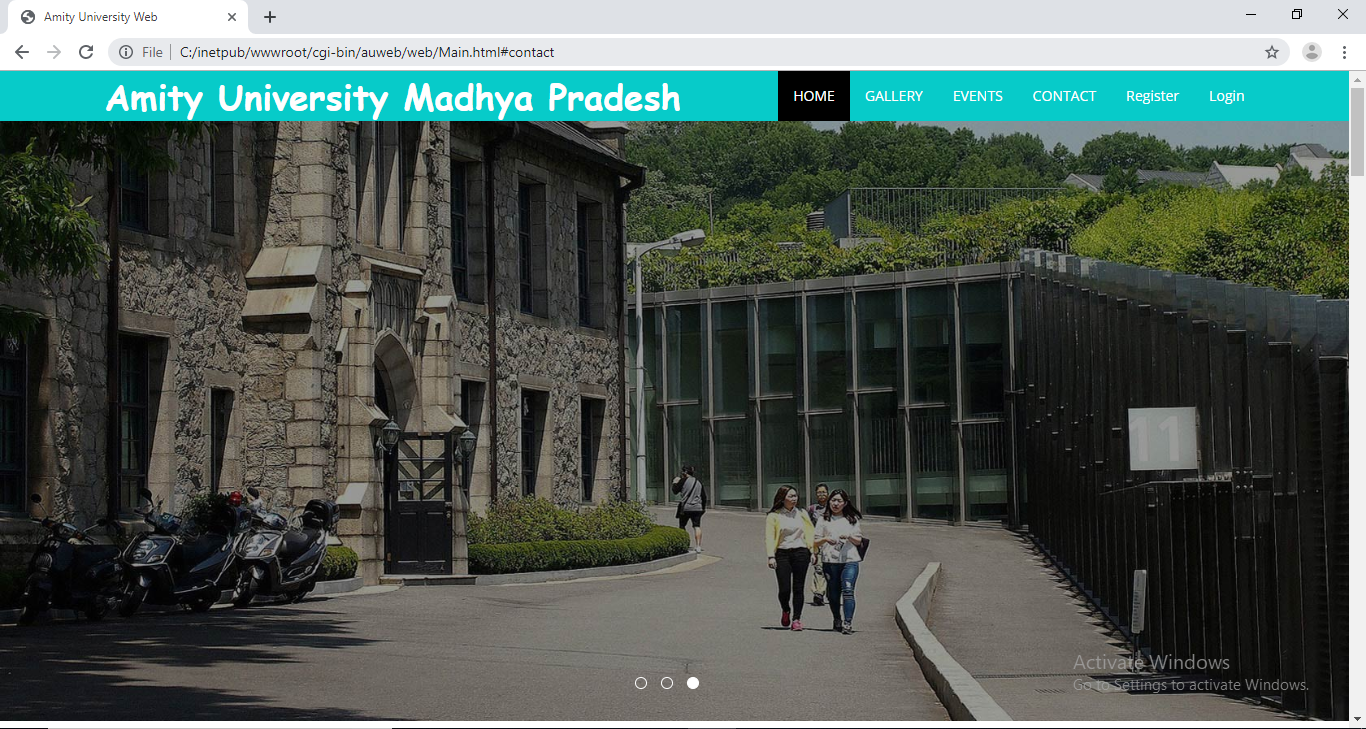 Amity University Web
File
C:/inetpub/wwwroot/cgi-bin/auweb/web/Main.html#contact
Amity University Madhya Pradesh
HOME
GALLERY
EVENTS
CONTACT
Register
Login
11
Activate Windows
Go to Settings to activate Windows.